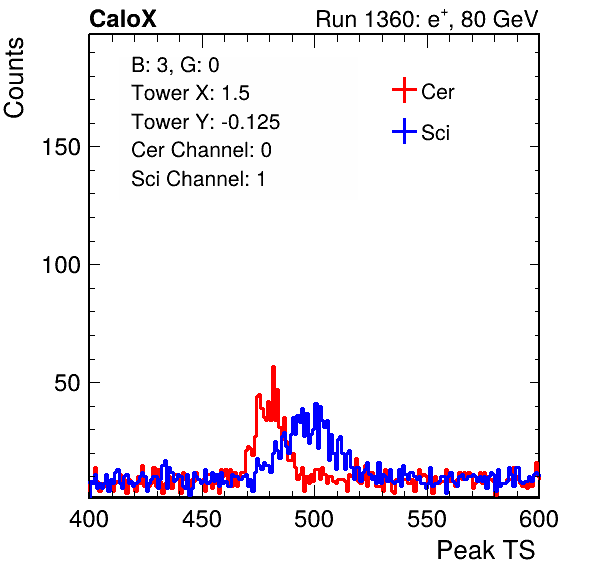 CaloX
Run 1360: e⁺, 80 GeV
Counts
B: 3, G: 0
Tower X: 1.5
Tower Y: -0.125
Cer Channel: 0
Sci Channel: 1
Cer
Sci
150
100
50
400 450 500 550 600
Peak TS